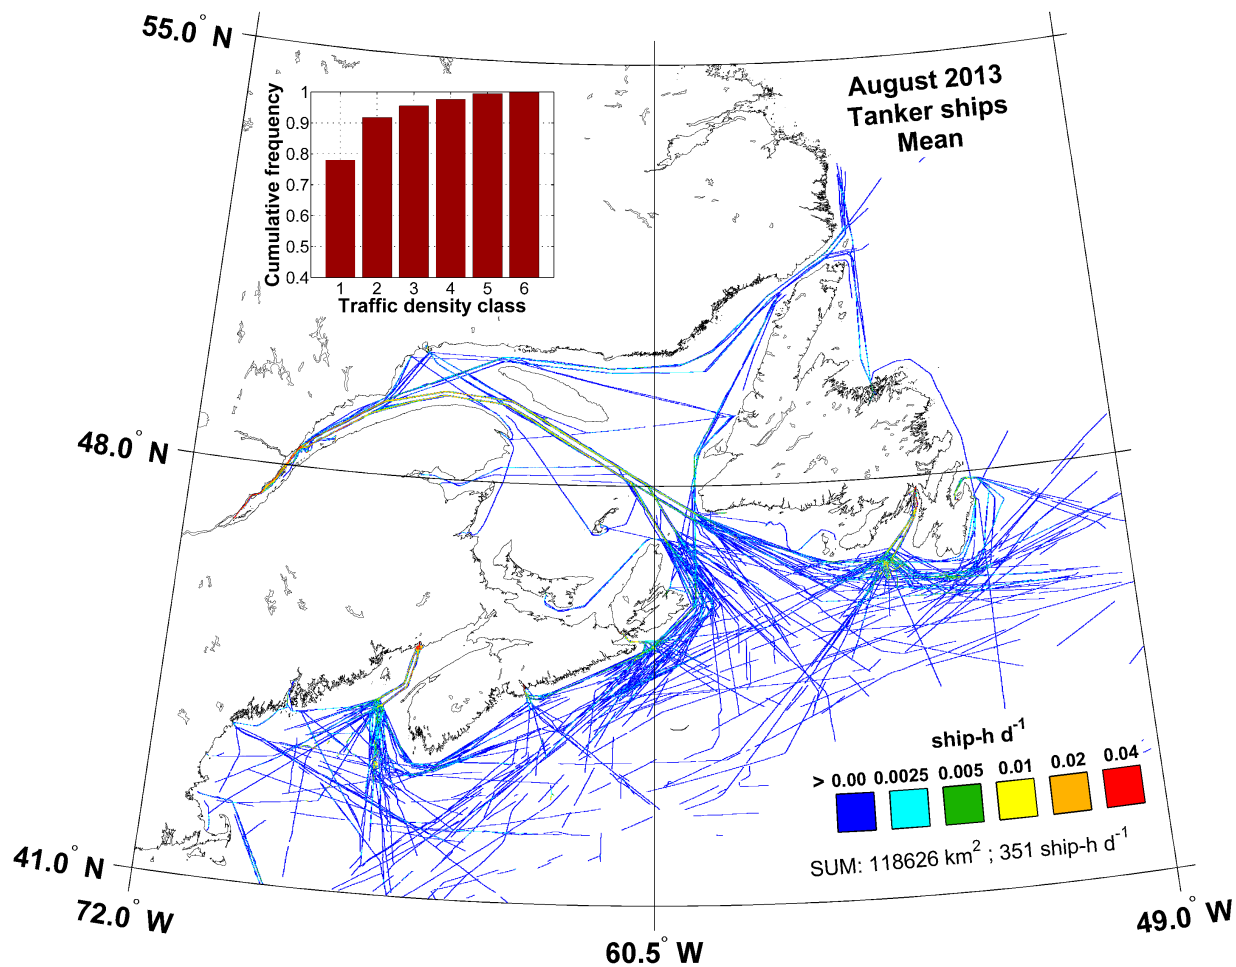 55.0° N
August 2013
Tanker ships
Mean
Cumulative frequency
1
0.9
0.8
0.7
0.6
0.5
0.4
1 2 3 4 5 6
Traffic density class
48.0° N
ship-h d-1
> 0.00 0.0025 0.005 0.01 0.02 0.04
SUM: 118626 km2 ; 351 ship-h d-1
41.0° N
72.0° W
60.5° W
49.0° W